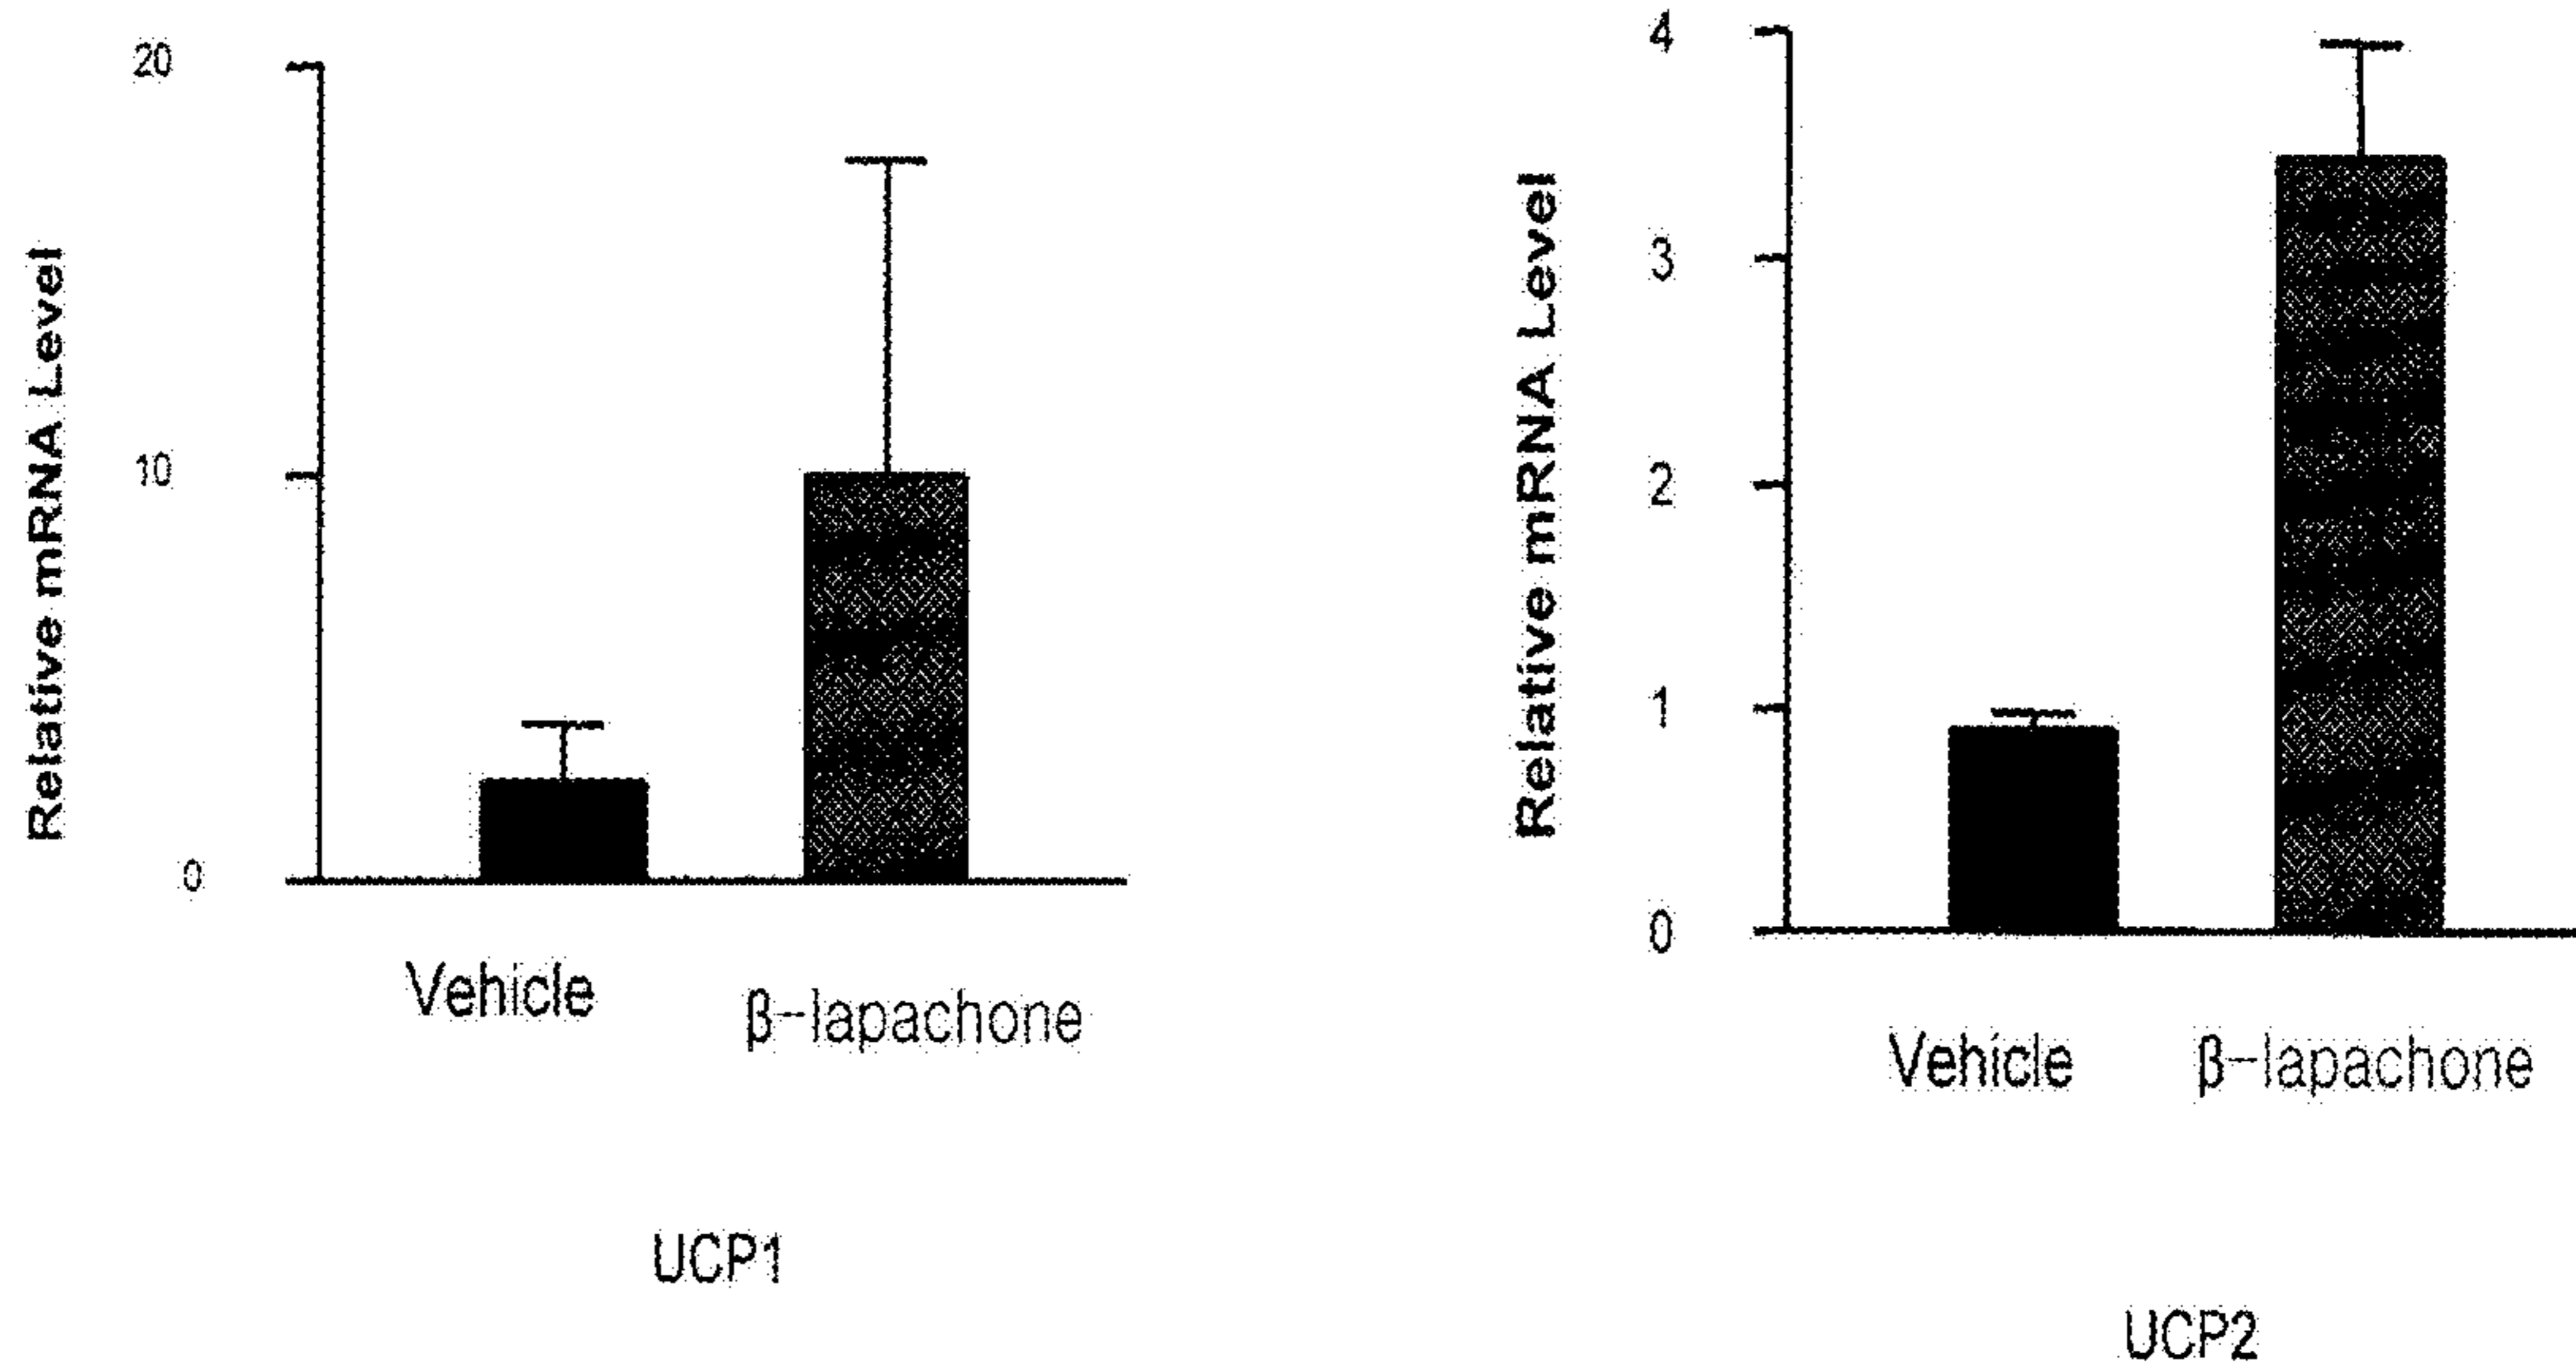 Relative mRNA Level
20
10
0
Vehicle
β-lapachone
UCP1
Relative mRNA Level
4
3
2
1
0
Vehicle
β-lapachone
UCP2